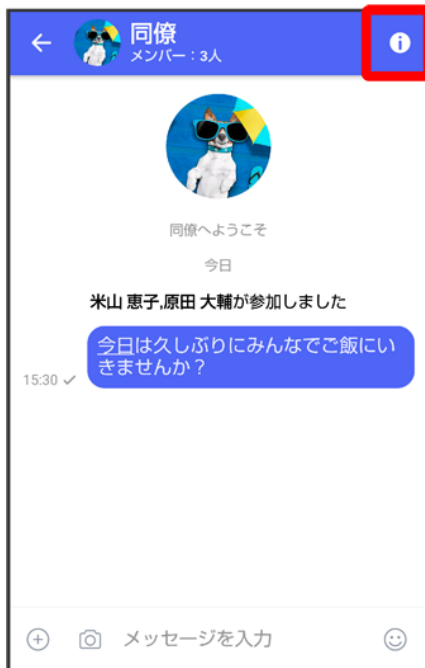 同僚
メンバー：3人
同僚へようこそ
今日
米山 恵子,原田 大輔が参加しました
今日は久しぶりにみんなでご飯にい
きませんか？
15:30
メッセージを入力